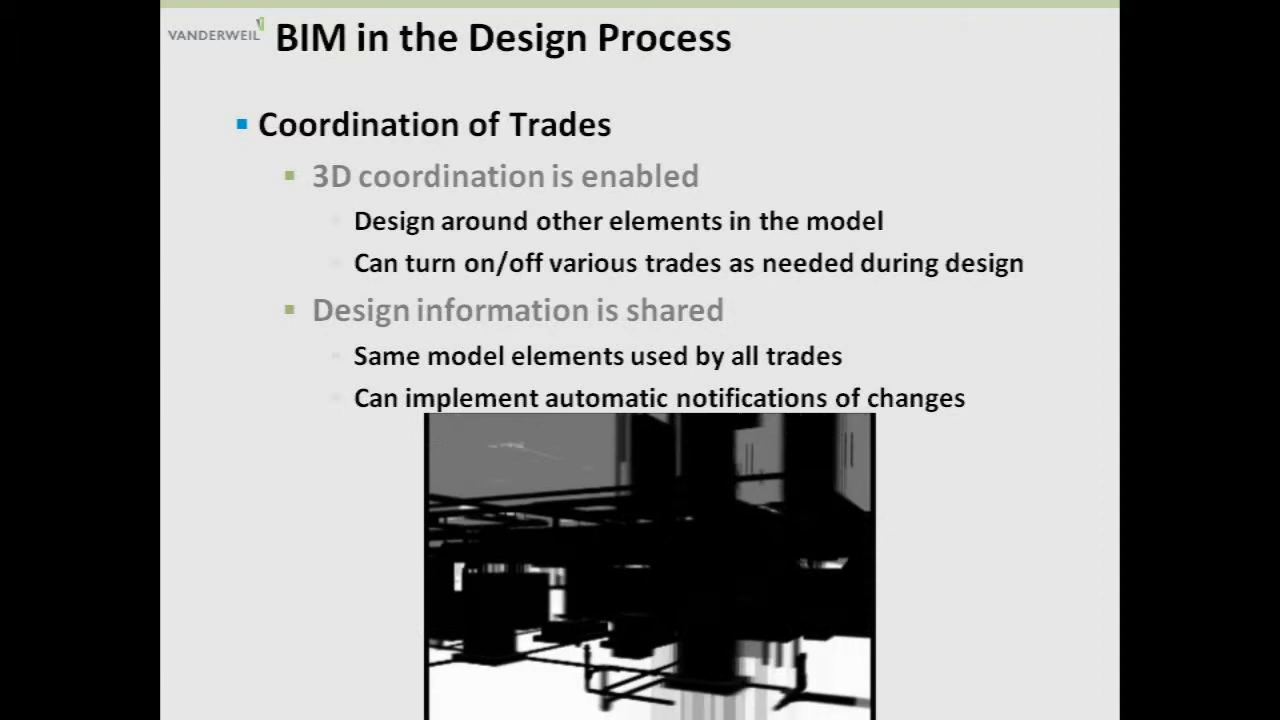 VANDERWEIL
BIM in the Design Process
Coordination of Trades
3D coordination is enabled
Design around other elements in the model
Can turn on/off various trades as needed during design
Design information is shared
Same model elements used by all trades
Can implement automatic notifications of changes